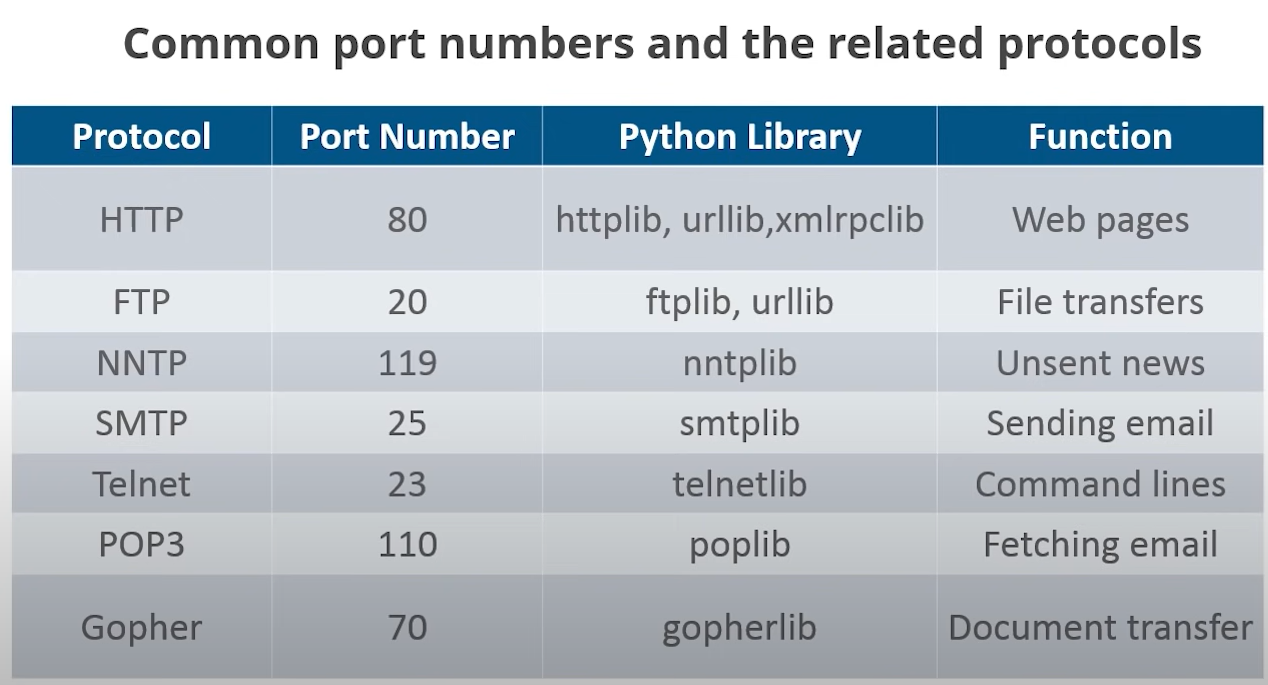 Common port numbers and the related protocols
Protocol Port Number Python Library Function
HTTP 80 httplib, urllib,xmlrpclib Web pages
FTP 20 ftplib, urllib File transfers
NNTP 119 nntplib Unsent news
SMTP 25 smtplib Sending email
Telnet 23 telnetlib Command lines
POP3 110 poplib Fetching email
Gopher 70 gopherlib Document transfer